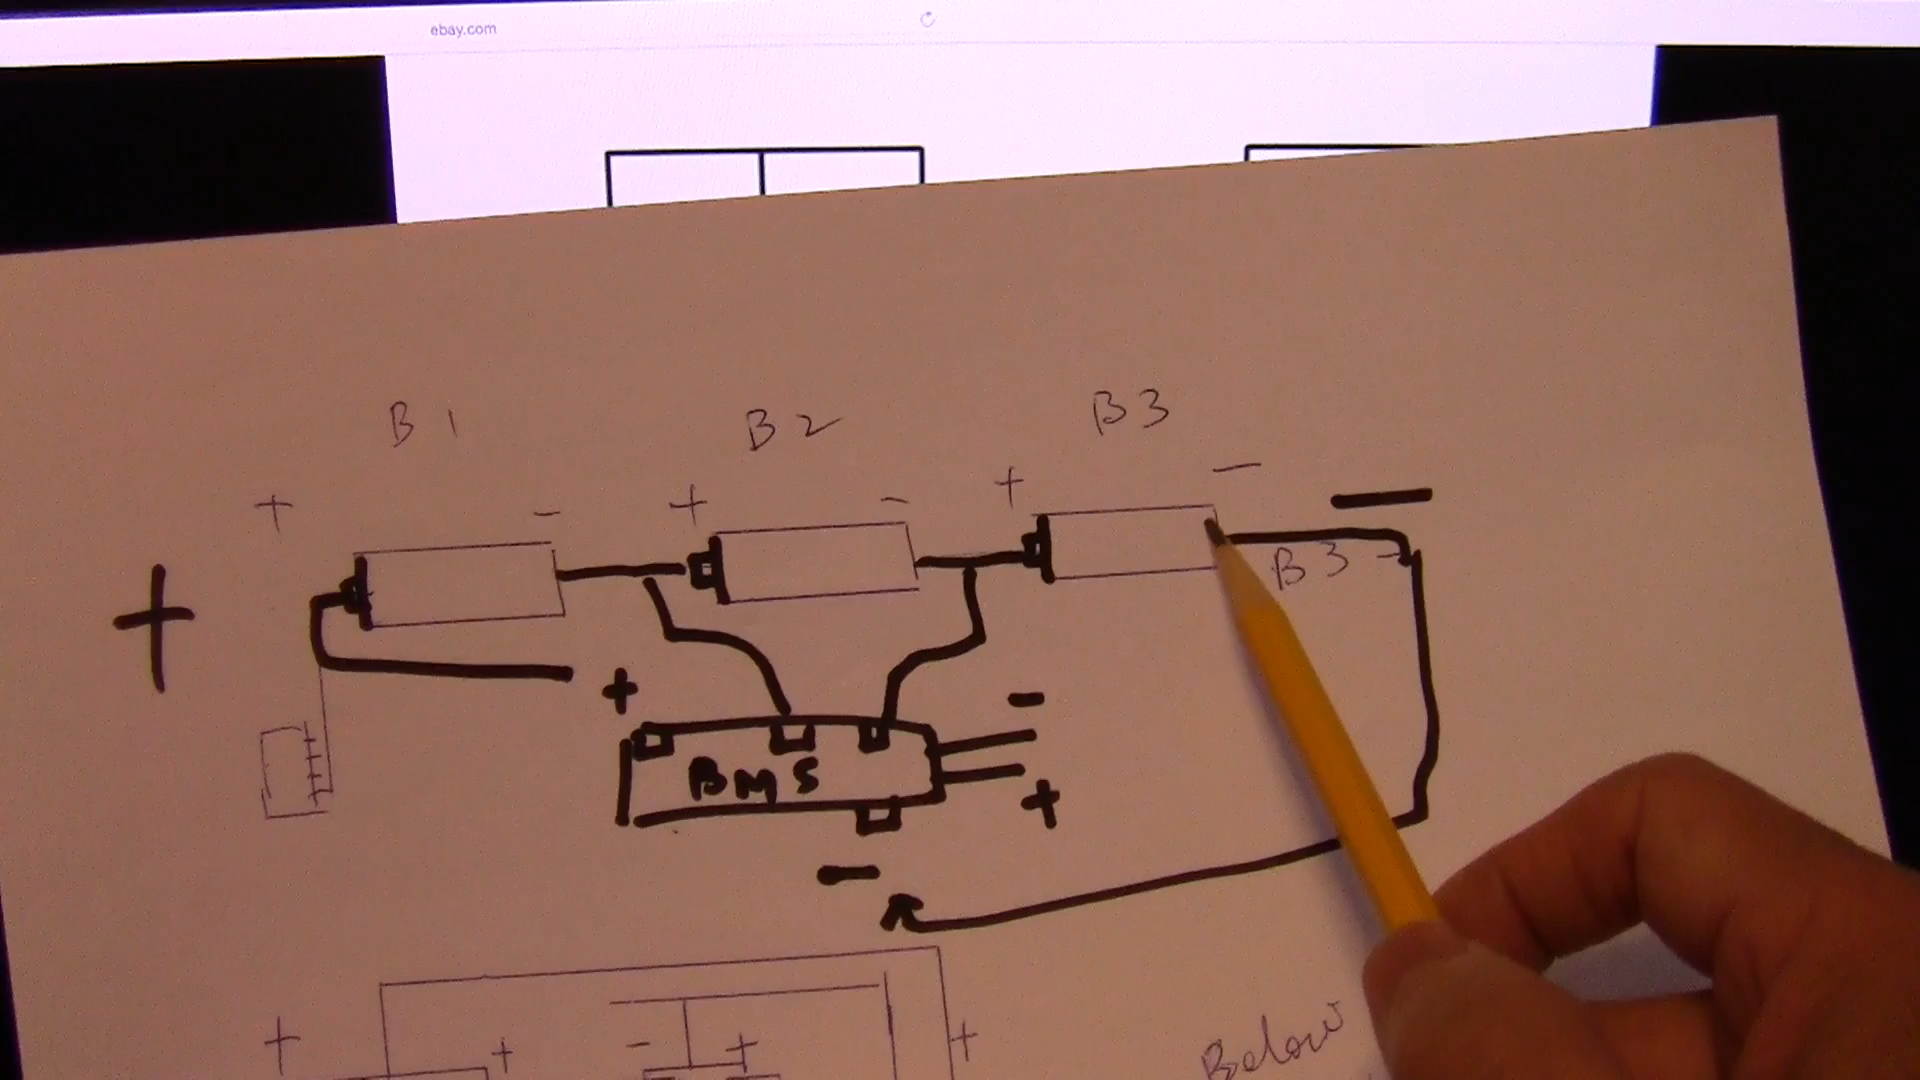 ebay.com
B1 B2 B3
+ - + - + -
+ -
B3 -
+ -
BMS
+
-
+ + - + +
Below